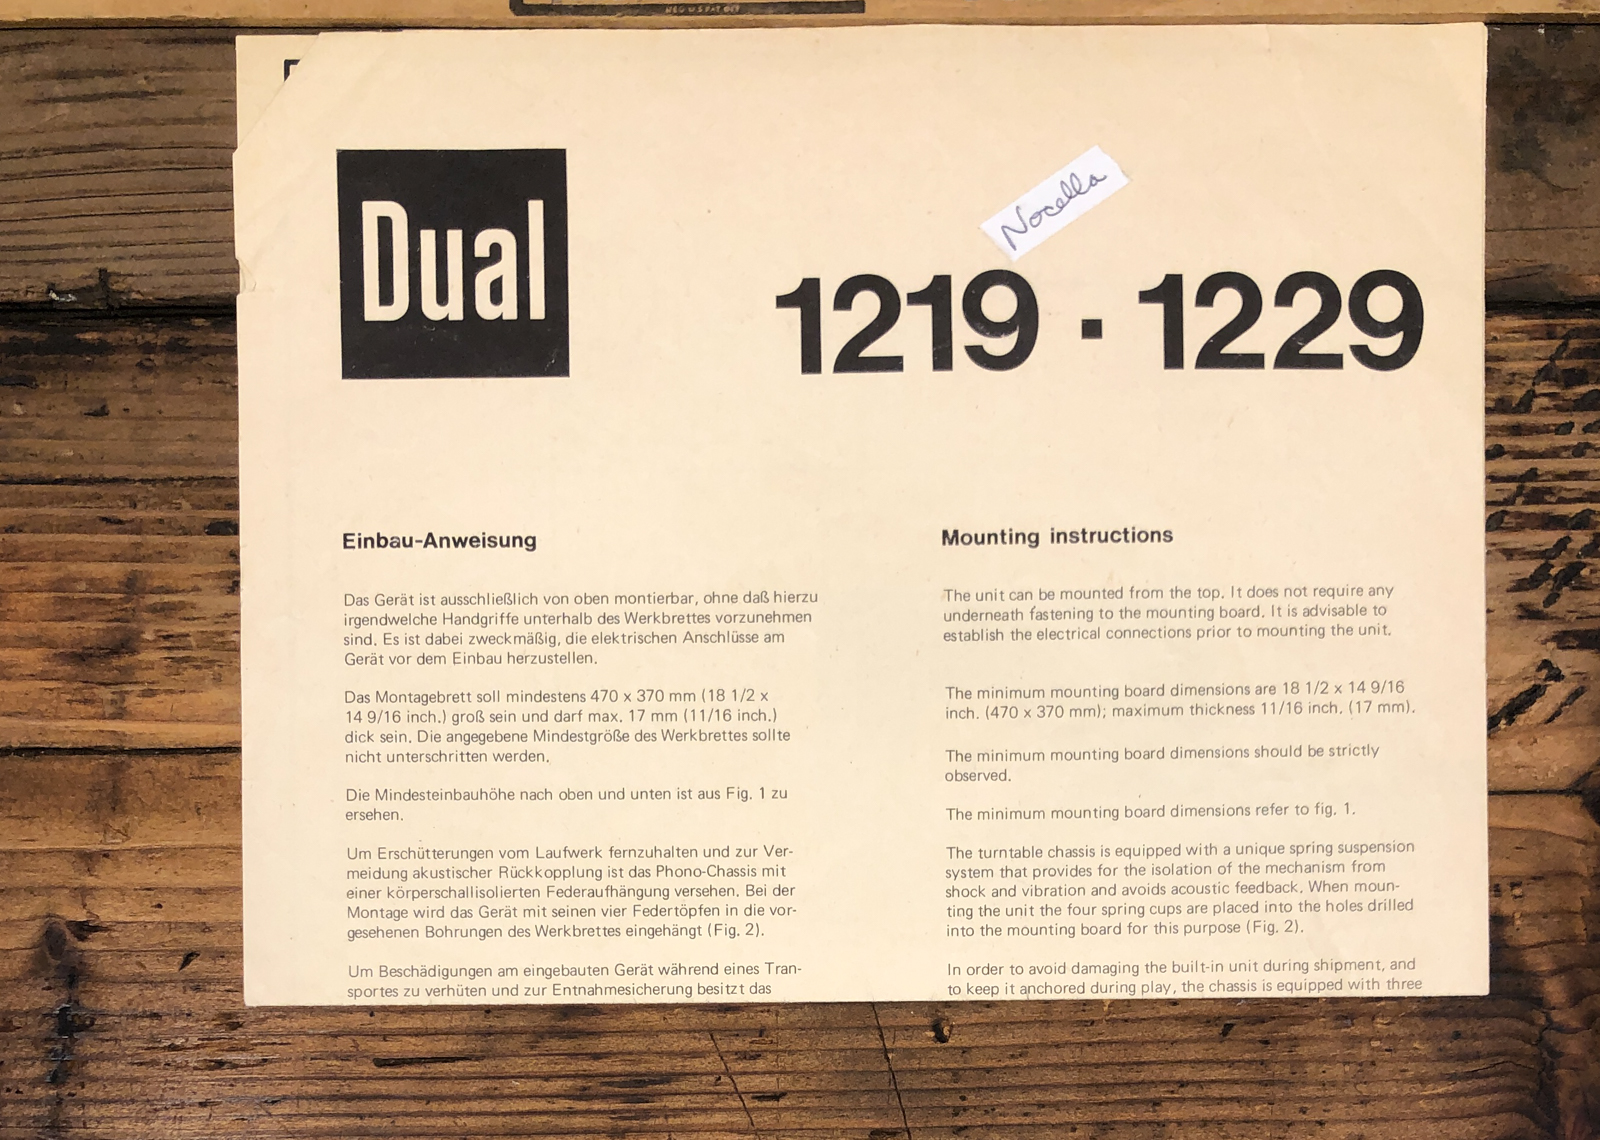 REG US PAT OFF
Dual
Nocella
1219 · 1229
Einbau-Anweisung
Das Gerät ist ausschließlich von oben montierbar, ohne daß hierzu
irgendwelche Handgriffe unterhalb des Werkbrettes vorzunehmen
sind. Es ist dabei zweckmäßig, die elektrischen Anschlüsse am
Gerät vor dem Einbau herzustellen.
Das Montagebrett soll mindestens 470 x 370 mm (18 1/2 x
14 9/16 inch.) groß sein und darf max. 17 mm (11/16 inch.)
dick sein. Die angegebene Mindestgröße des Werkbrettes sollte
nicht unterschritten werden.
Die Mindesteinbauhöhe nach oben und unten ist aus Fig. 1 zu
ersehen.
Um Erschütterungen vom Laufwerk fernzuhalten und zur Ver-
meidung akustischer Rückkopplung ist das Phono-Chassis mit
einer körperschallisolierten Federaufhängung versehen. Bei der
Montage wird das Gerät mit seinen vier Federtöpfen in die vor-
gesehenen Bohrungen des Werkbrettes eingehängt (Fig. 2).
Um Beschädigungen am eingebauten Gerät während eines Tran-
sportes zu verhüten und zur Entnahmesicherung besitzt das
Mounting instructions
The unit can be mounted from the top. It does not require any
underneath fastening to the mounting board. It is advisable to
establish the electrical connections prior to mounting the unit.
The minimum mounting board dimensions are 18 1/2 x 14 9/16
inch. (470 x 370 mm); maximum thickness 11/16 inch. (17 mm).
The minimum mounting board dimensions should be strictly
observed.
The minimum mounting board dimensions refer to fig. 1.
The turntable chassis is equipped with a unique spring suspension
system that provides for the isolation of the mechanism from
shock and vibration and avoids acoustic feedback. When moun-
ting the unit the four spring cups are placed into the holes drilled
into the mounting board for this purpose (Fig. 2).
In order to avoid damaging the built-in unit during shipment, and
to keep it anchored during play, the chassis is equipped with three